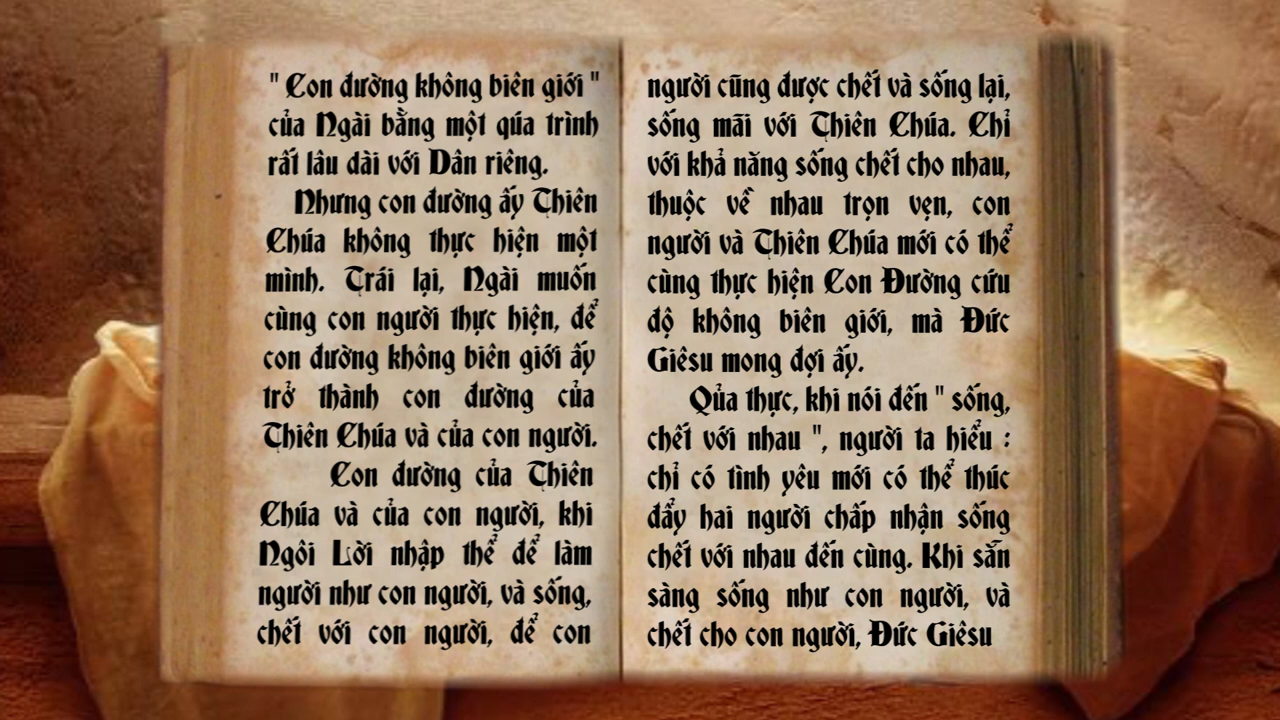 " Con đường không biên giới "
của Ngài bằng một qúa trình
rất lâu dài với Dân riêng.
Nhưng con đường ấy Thiên
Chúa không thực hiện một
mình. Trái lại, Ngài muốn
cùng con người thực hiện, để
con đường không biên giới ấy
trở thành con đường của
Thiên Chúa và của con người.
Con đường của Thiên
Chúa và của con người, khi
Ngôi Lời nhập thể để làm
người như con người, và sống,
chết với con người, để con
người cũng được chết và sống lại,
sống mãi với Thiên Chúa. Chỉ
với khả năng sống chết cho nhau,
thuộc về nhau trọn vẹn, con
người và Thiên Chúa mới có thể
cùng thực hiện Con Đường cứu
độ không biên giới, mà Đức
Giêsu mong đợi ấy.
Qủa thực, khi nói đến " sống,
chết với nhau ", người ta hiểu :
chỉ có tình yêu mới có thể thúc
đẩy hai người chấp nhận sống
chết với nhau đến cùng. Khi sẵn
sàng sống như con người, và
chết cho con người, Đức Giêsu